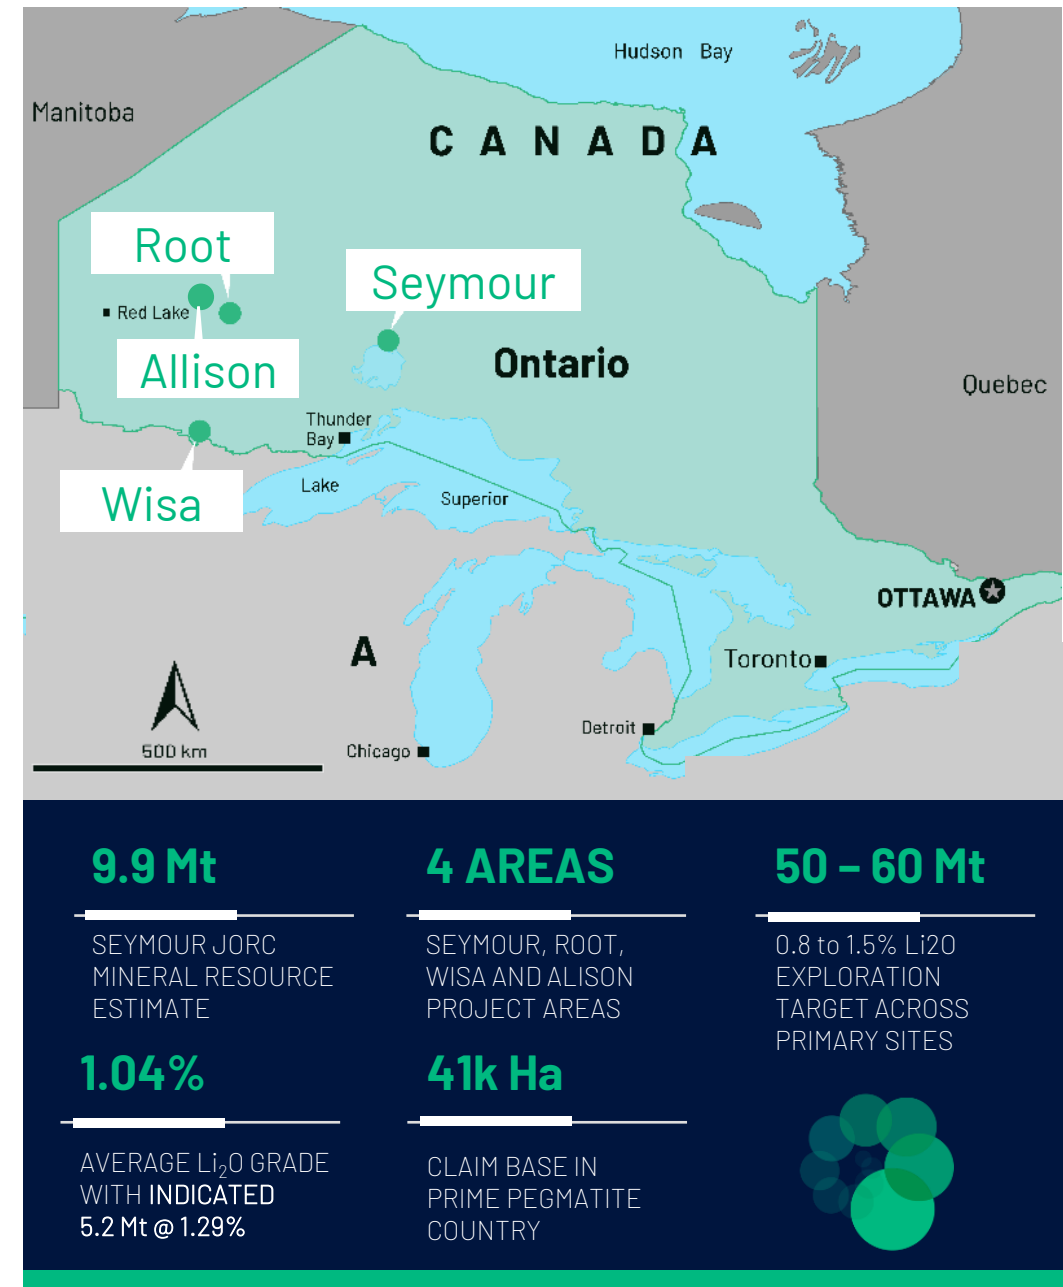 Hudson Bay
Manitoba
CANADA
Root
Seymour
Red Lake
Ontario
Allison
Quebec
Thunder
Bay
Wisa
Lake
Superior
OTTAWA
A
Toronto
Detroit
500 km
Chicago
9.9 Mt
SEYMOUR JORC
MINERAL RESOURCE
ESTIMATE
4 AREAS
SEYMOUR, ROOT,
WISA AND ALISON
PROJECT AREAS
50 – 60 Mt
0.8 to 1.5% Li2O
EXPLORATION
TARGET ACROSS
PRIMARY SITES
1.04%
AVERAGE Li₂O GRADE
WITH INDICATED
5.2 Mt @ 1.29%
41k Ha
CLAIM BASE IN
PRIME PEGMATITE
COUNTRY